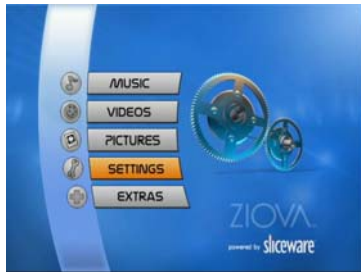 MUSIC
VIDEOS
PICTURES
SETTINGS
EXTRAS
ZIOVA
powered by sliceware